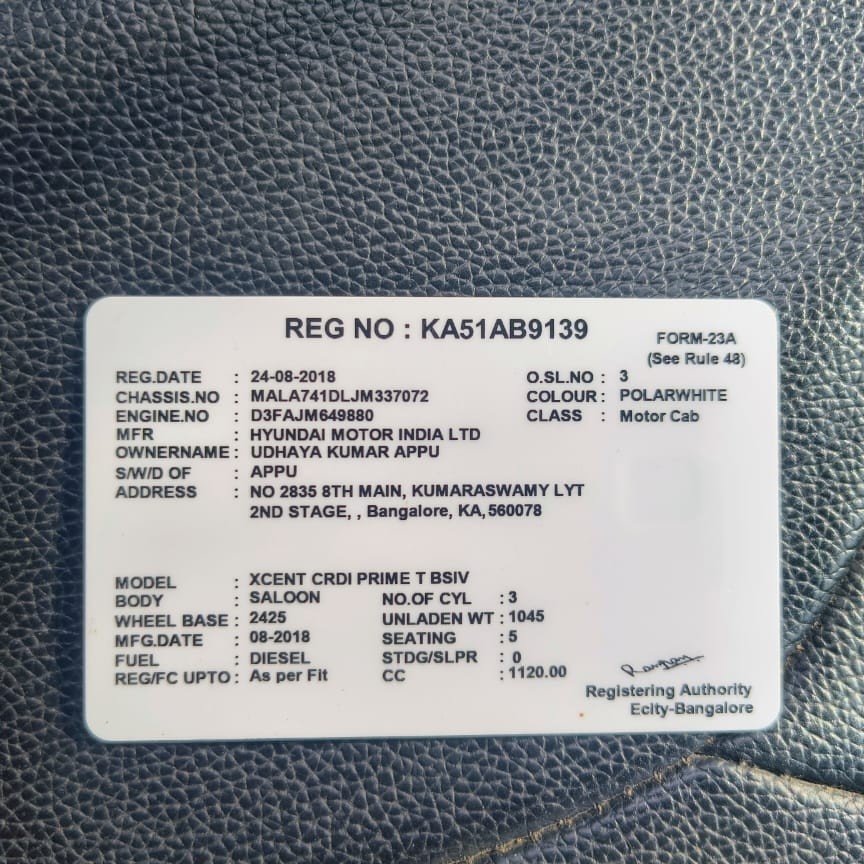 REG NO : KA51AB9139
FORM-23A
(See Rule 48)
REG.DATE : 24-08-2018 O.SL.NO : 3
CHASSIS.NO : MALA741DLJM337072 COLOUR : POLARWHITE
ENGINE.NO : D3FAJM649880 CLASS : Motor Cab
MFR : HYUNDAI MOTOR INDIA LTD
OWNERNAME : UDHAYA KUMAR APPU
S/W/D OF : APPU
ADDRESS : NO 2835 8TH MAIN, KUMARASWAMY LYT
2ND STAGE, , Bangalore, KA,560078
MODEL : XCENT CRDI PRIME T BSIV
BODY : SALOON NO.OF CYL : 3
WHEEL BASE : 2425 UNLADEN WT : 1045
MFG.DATE : 08-2018 SEATING : 5
FUEL : DIESEL STDG/SLPR : 0
REG/FC UPTO : As per Fit CC : 1120.00
Registering Authority
Ecity-Bangalore